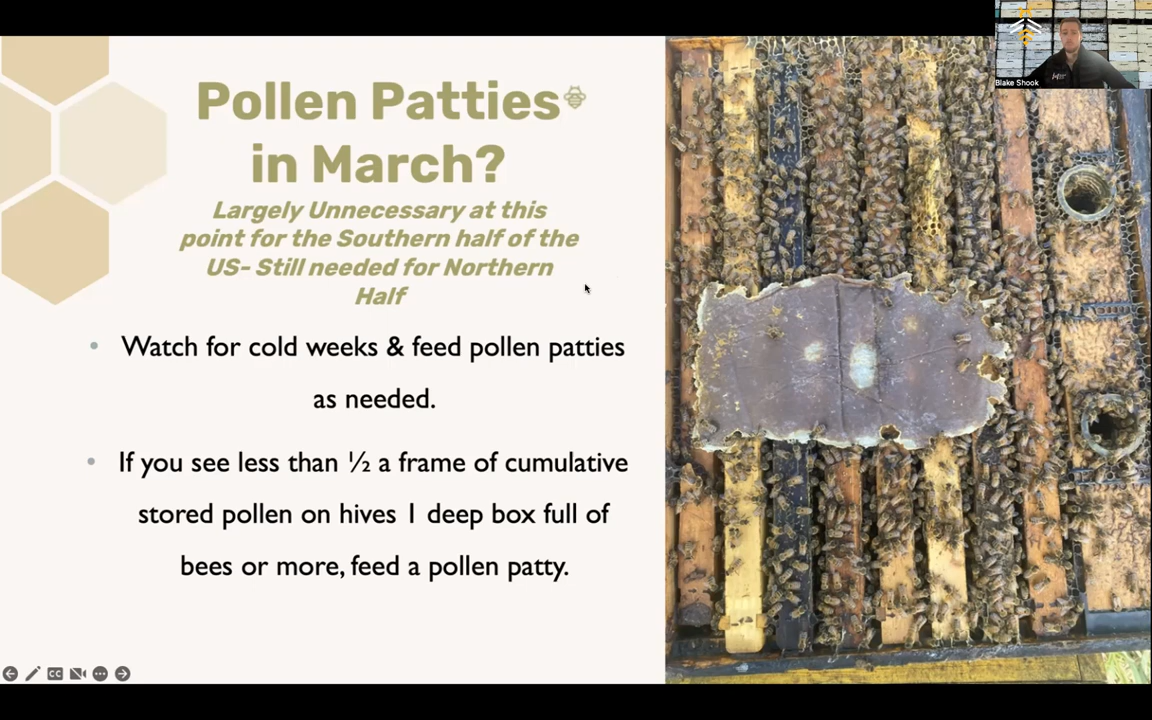 Pollen Patties
in March?
Largely Unnecessary at this
point for the Southern half of the
US- Still needed for Northern
Half
• Watch for cold weeks & feed pollen patties
as needed.
• If you see less than ½ a frame of cumulative
stored pollen on hives 1 deep box full of
bees or more, feed a pollen patty.
Blake Shook
CC